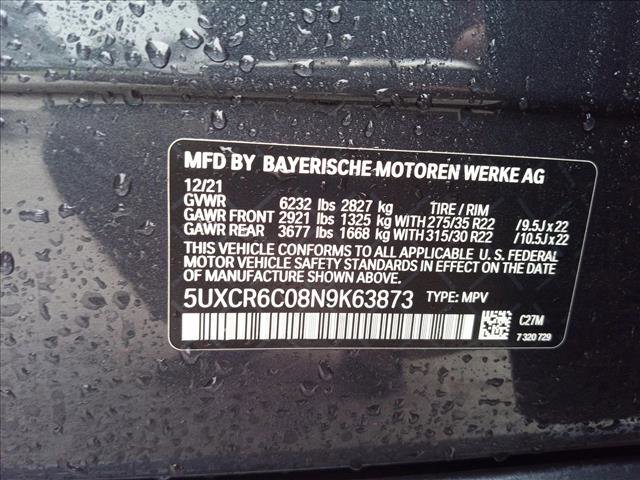 MFD BY BAYERISCHE MOTOREN WERKE AG
12/21
GVWR 6232 lbs 2827 kg TIRE / RIM
GAWR FRONT 2921 lbs 1325 kg WITH 275/35 R22 / 9.5J x 22
GAWR REAR 3677 lbs 1668 kg WITH 315/30 R22 / 10.5J x 22
THIS VEHICLE CONFORMS TO ALL APPLICABLE U. S. FEDERAL
MOTOR VEHICLE SAFETY STANDARDS IN EFFECT ON THE
DATE OF MANUFACTURE SHOWN ABOVE.
5UXCR6C08N9K63873 TYPE: MPV
C27M
7 320 729